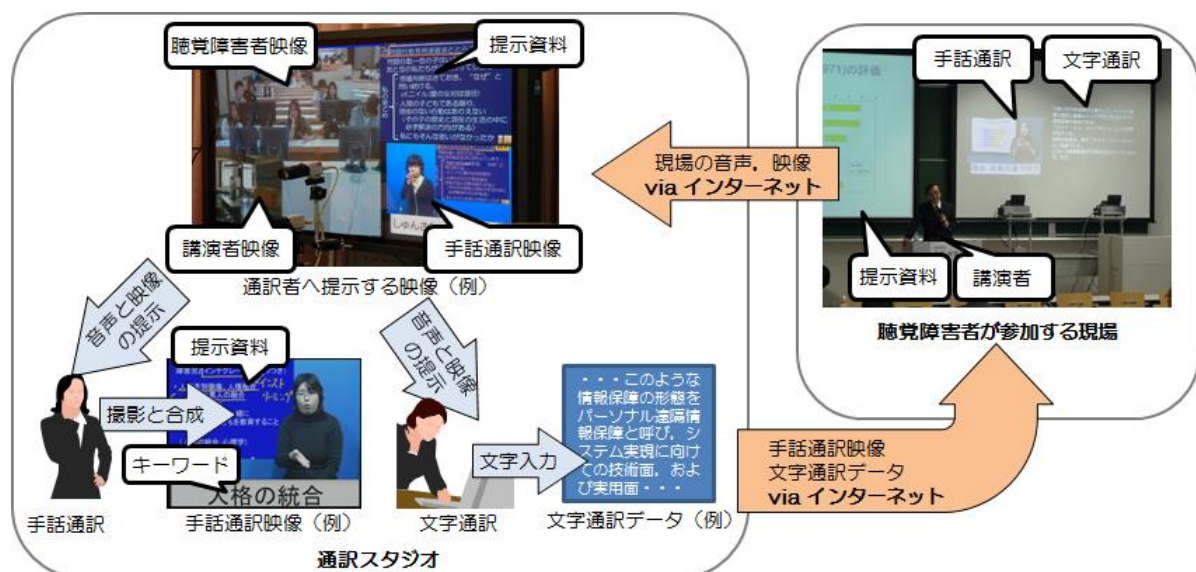 聴覚障害者映像
提示資料
講演者映像
手話通訳映像
通訳者へ提示する映像（例）
音声と映像
の提示
音声と映像
の提示
提示資料
撮影と合成
キーワード
人格の統合
手話通訳
手話通訳映像（例）
文字通訳
文字入力
・・・このような
情報保障の形態を
パーソナル遠隔情
報保障と呼び，シ
ステム実現に向け
ての技術面，およ
び実用面・・・
文字通訳データ（例）
通訳スタジオ
現場の音声，映像
via インターネット
手話通訳映像
文字通訳データ
via インターネット
手話通訳
文字通訳
971)の評価
提示資料
講演者
聴覚障害者が参加する現場